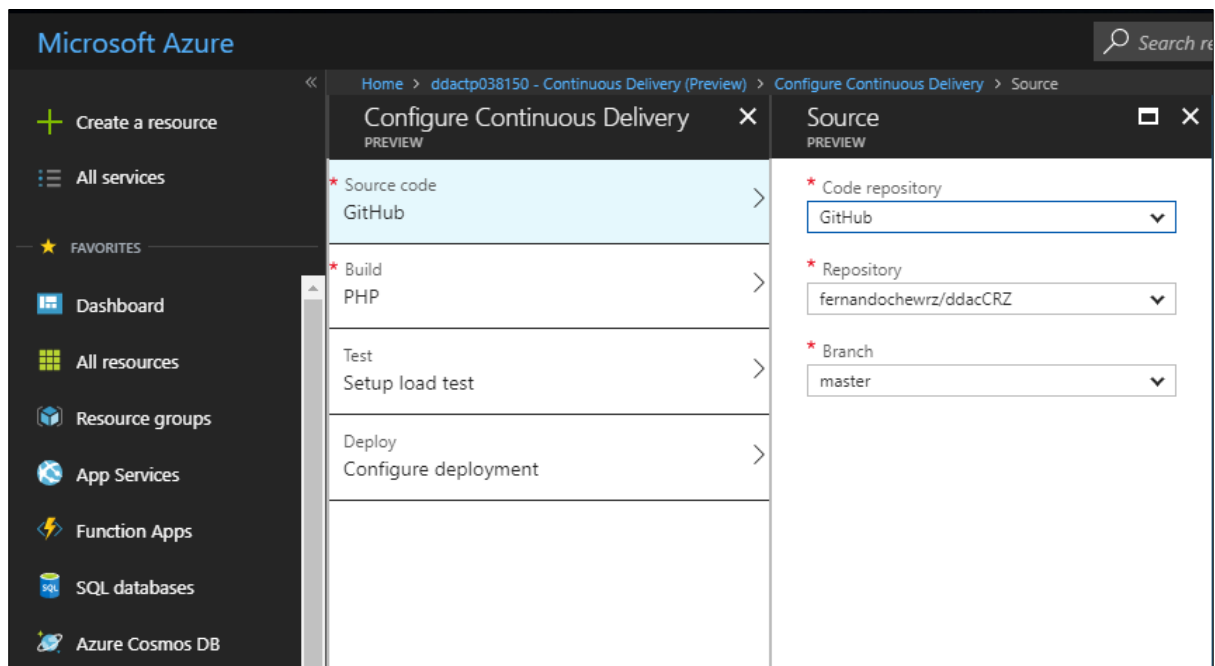 Microsoft Azure
Search re
Home > ddactp038150 - Continuous Delivery (Preview) > Configure Continuous Delivery > Source
Create a resource
All services
FAVORITES
Dashboard
All resources
Resource groups
App Services
Function Apps
SQL databases
Azure Cosmos DB
Configure Continuous Delivery
PREVIEW
* Source code
GitHub
* Build
PHP
Test
Setup load test
Deploy
Configure deployment
Source
PREVIEW
* Code repository
GitHub
* Repository
fernandochewrz/ddacCRZ
* Branch
master